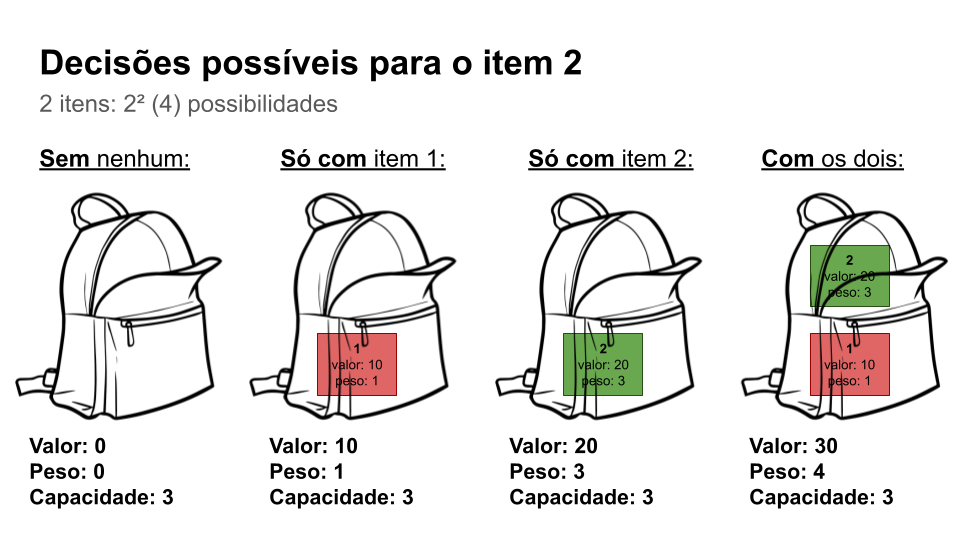 Decisões possíveis para o item 2
2 itens: 2² (4) possibilidades
Sem nenhum:
Só com item 1:
Só com item 2:
Com os dois:
1
valor: 10
peso: 1
2
valor: 20
peso: 3
2
valor: 20
peso: 3
1
valor: 10
peso: 1
Valor: 0
Peso: 0
Capacidade: 3
Valor: 10
Peso: 1
Capacidade: 3
Valor: 20
Peso: 3
Capacidade: 3
Valor: 30
Peso: 4
Capacidade: 3